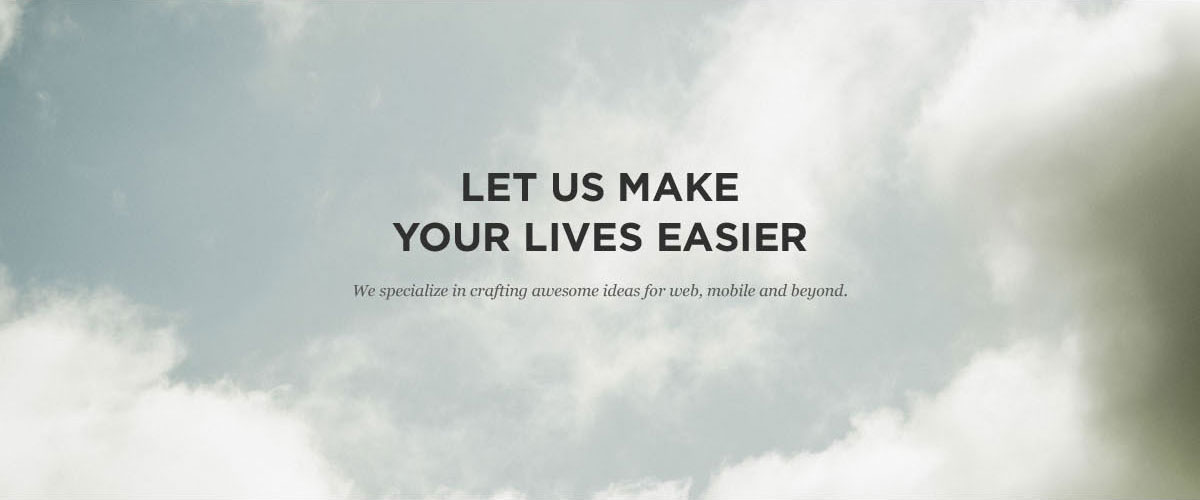 LET US MAKE
YOUR LIVES EASIER
We specialize in crafting awesome ideas for web, mobile and beyond.